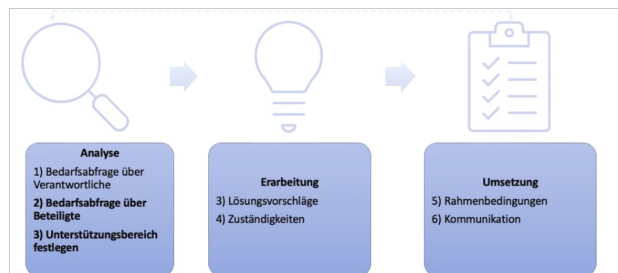 Analyse
1) Bedarfsabfrage über
Verantwortliche
2) Bedarfsabfrage über
Beteiligte
3) Unterstützungsbereich
festlegen
Erarbeitung
3) Lösungsvorschläge
4) Zuständigkeiten
Umsetzung
5) Rahmenbedingungen
6) Kommunikation